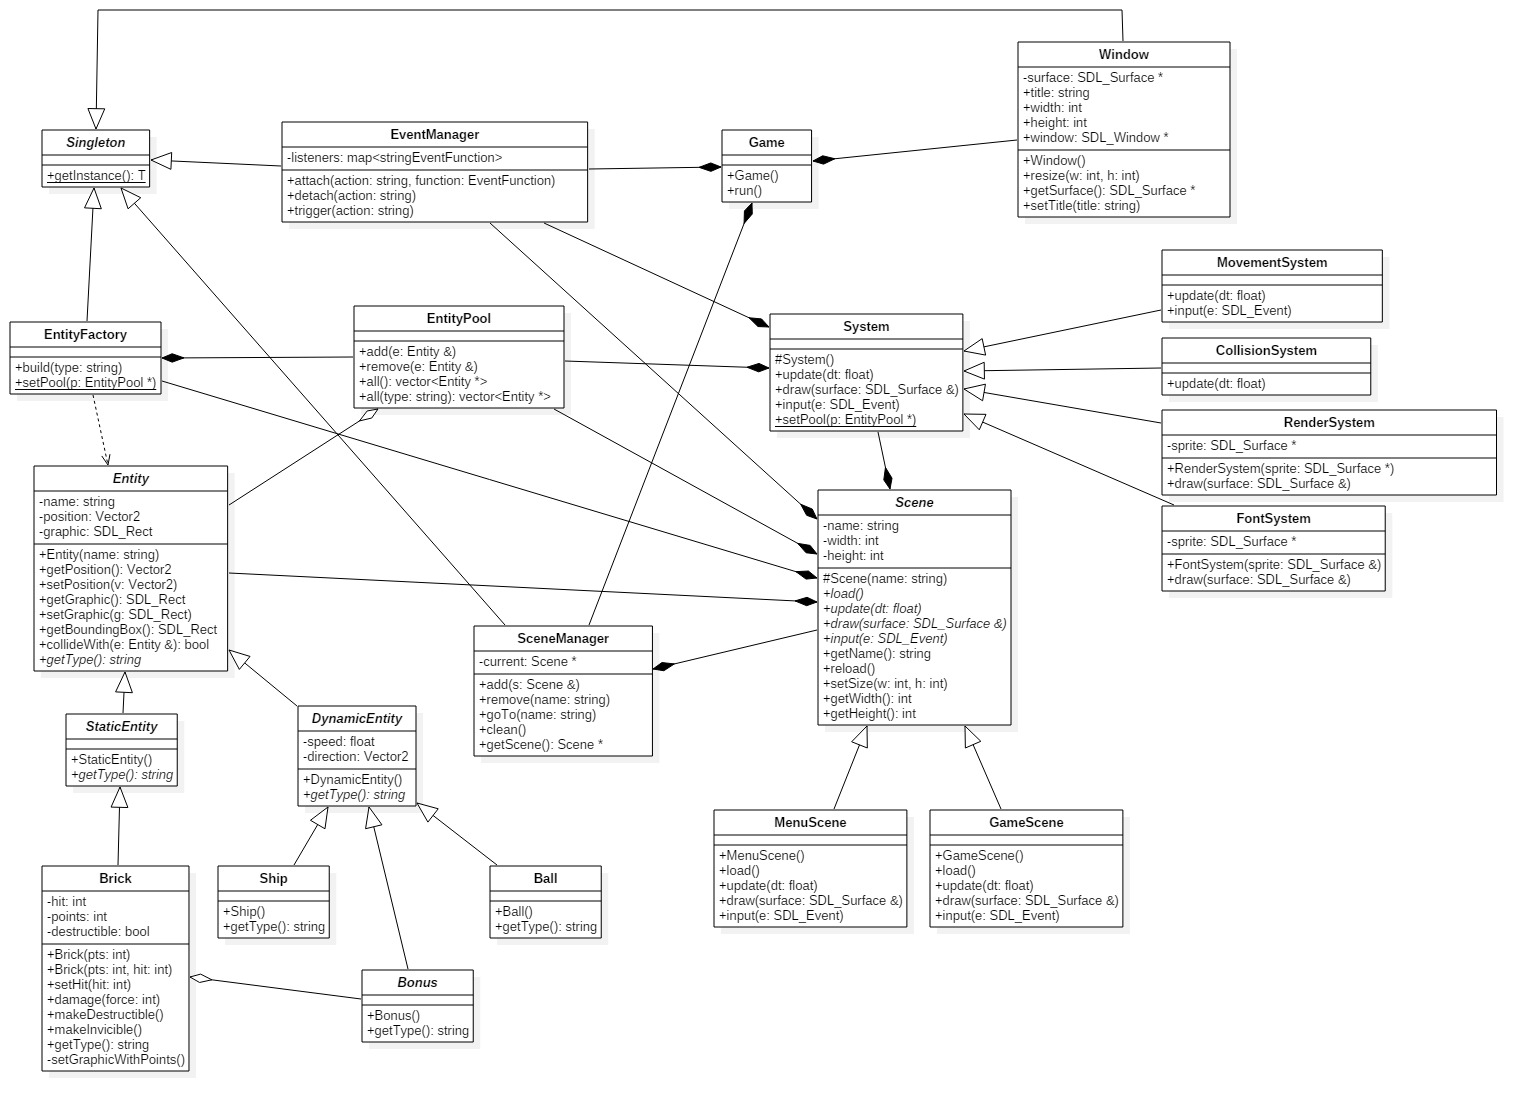 Window
-surface: SDL_Surface *
+title: string
+width: int
+height: int
+window: SDL_Window *
+Window()
+resize(w: int, h: int)
+getSurface(): SDL_Surface *
+setTitle(title: string)
Singleton
+getInstance(): T
EventManager
-listeners: map<stringEventFunction>
+attach(action: string, function: EventFunction)
+detach(action: string)
+trigger(action: string)
Game
+Game()
+run()
MovementSystem
+update(dt: float)
+input(e: SDL_Event)
EntityFactory
+build(type: string)
+setPool(p: EntityPool *)
EntityPool
+add(e: Entity &)
+remove(e: Entity &)
+all(): vector<Entity *>
+all(type: string): vector<Entity *>
System
#System()
+update(dt: float)
+draw(surface: SDL_Surface &)
+input(e: SDL_Event)
+setPool(p: EntityPool *)
CollisionSystem
+update(dt: float)
RenderSystem
-sprite: SDL_Surface *
+RenderSystem(sprite: SDL_Surface *)
+draw(surface: SDL_Surface &)
FontSystem
-sprite: SDL_Surface *
+FontSystem(sprite: SDL_Surface &)
+draw(surface: SDL_Surface &)
Entity
-name: string
-position: Vector2
-graphic: SDL_Rect
+Entity(name: string)
+getPosition(): Vector2
+setPosition(v: Vector2)
+getGraphic(): SDL_Rect
+setGraphic(g: SDL_Rect)
+getBoundingBox(): SDL_Rect
+collideWith(e: Entity &): bool
+getType(): string
Scene
-name: string
-width: int
-height: int
#Scene(name: string)
+load()
+update(dt: float)
+draw(surface: SDL_Surface &)
+input(e: SDL_Event)
+getName(): string
+reload()
+setSize(w: int, h: int)
+getWidth(): int
+getHeight(): int
SceneManager
-current: Scene *
+add(s: Scene &)
+remove(name: string)
+goTo(name: string)
+clean()
+getScene(): Scene *
StaticEntity
+StaticEntity()
+getType(): string
DynamicEntity
-speed: float
-direction: Vector2
+DynamicEntity()
+getType(): string
MenuScene
+MenuScene()
+load()
+update(dt: float)
+draw(surface: SDL_Surface &)
+input(e: SDL_Event)
GameScene
+GameScene()
+load()
+update(dt: float)
+draw(surface: SDL_Surface &)
+input(e: SDL_Event)
Brick
-hit: int
-points: int
-destructible: bool
+Brick(pts: int)
+Brick(pts: int, hit: int)
+setHit(hit: int)
+damage(force: int)
+makeDestructible()
+makeInvicible()
+getType(): string
-setGraphicWithPoints()
Ship
+Ship()
+getType(): string
Ball
+Ball()
+getType(): string
Bonus
+Bonus()
+getType(): string